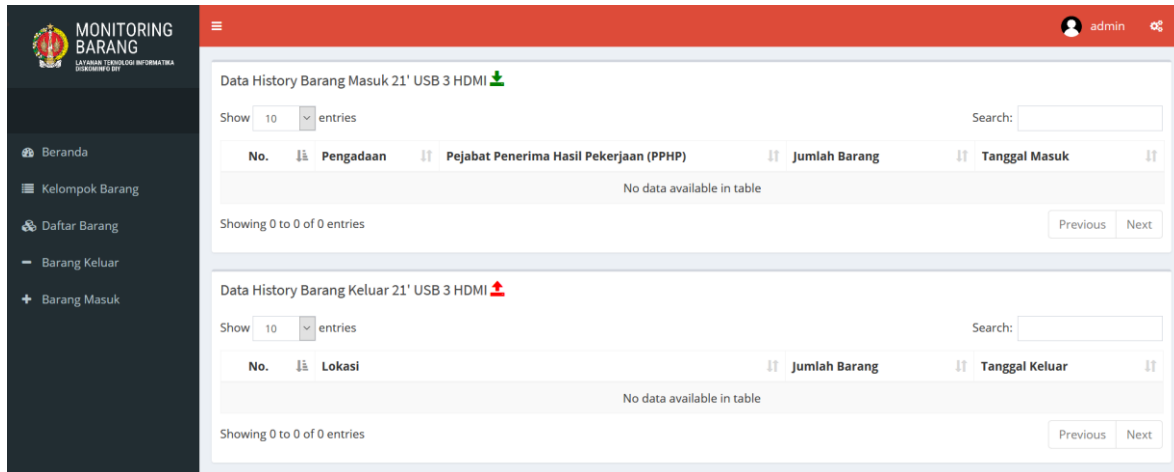 MONITORING
BARANG
LAYANAN TEKNOLOGI INFORMATIKA
DISKOMINFO DIY
admin
Beranda
Kelompok Barang
Daftar Barang
Barang Keluar
Barang Masuk
Data History Barang Masuk 21' USB 3 HDMI
Show 10 entries Search:
No. Pengadaan Pejabat Penerima Hasil Pekerjaan (PPHP) Jumlah Barang Tanggal Masuk
No data available in table
Showing 0 to 0 of 0 entries Previous Next
Data History Barang Keluar 21' USB 3 HDMI
Show 10 entries Search:
No. Lokasi Jumlah Barang Tanggal Keluar
No data available in table
Showing 0 to 0 of 0 entries Previous Next